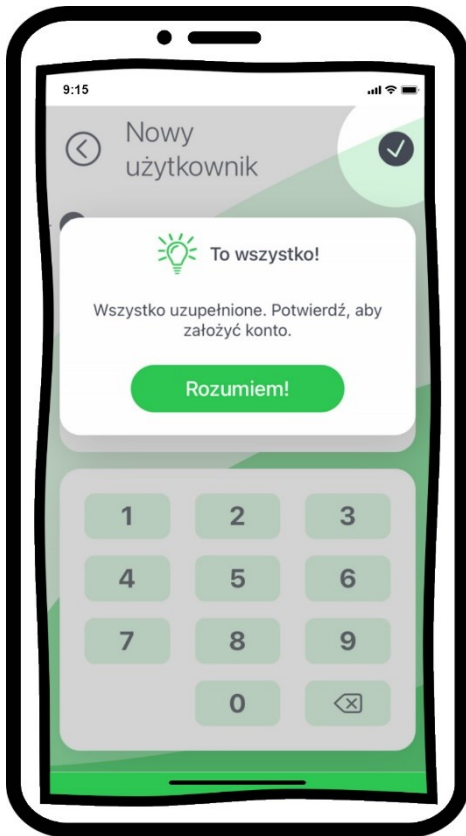 9:15
Nowy
użytkownik
To wszystko!
Wszystko uzupełnione. Potwierdź, aby
założyć konto.
Rozumiem!
1 2 3
4 5 6
7 8 9
0